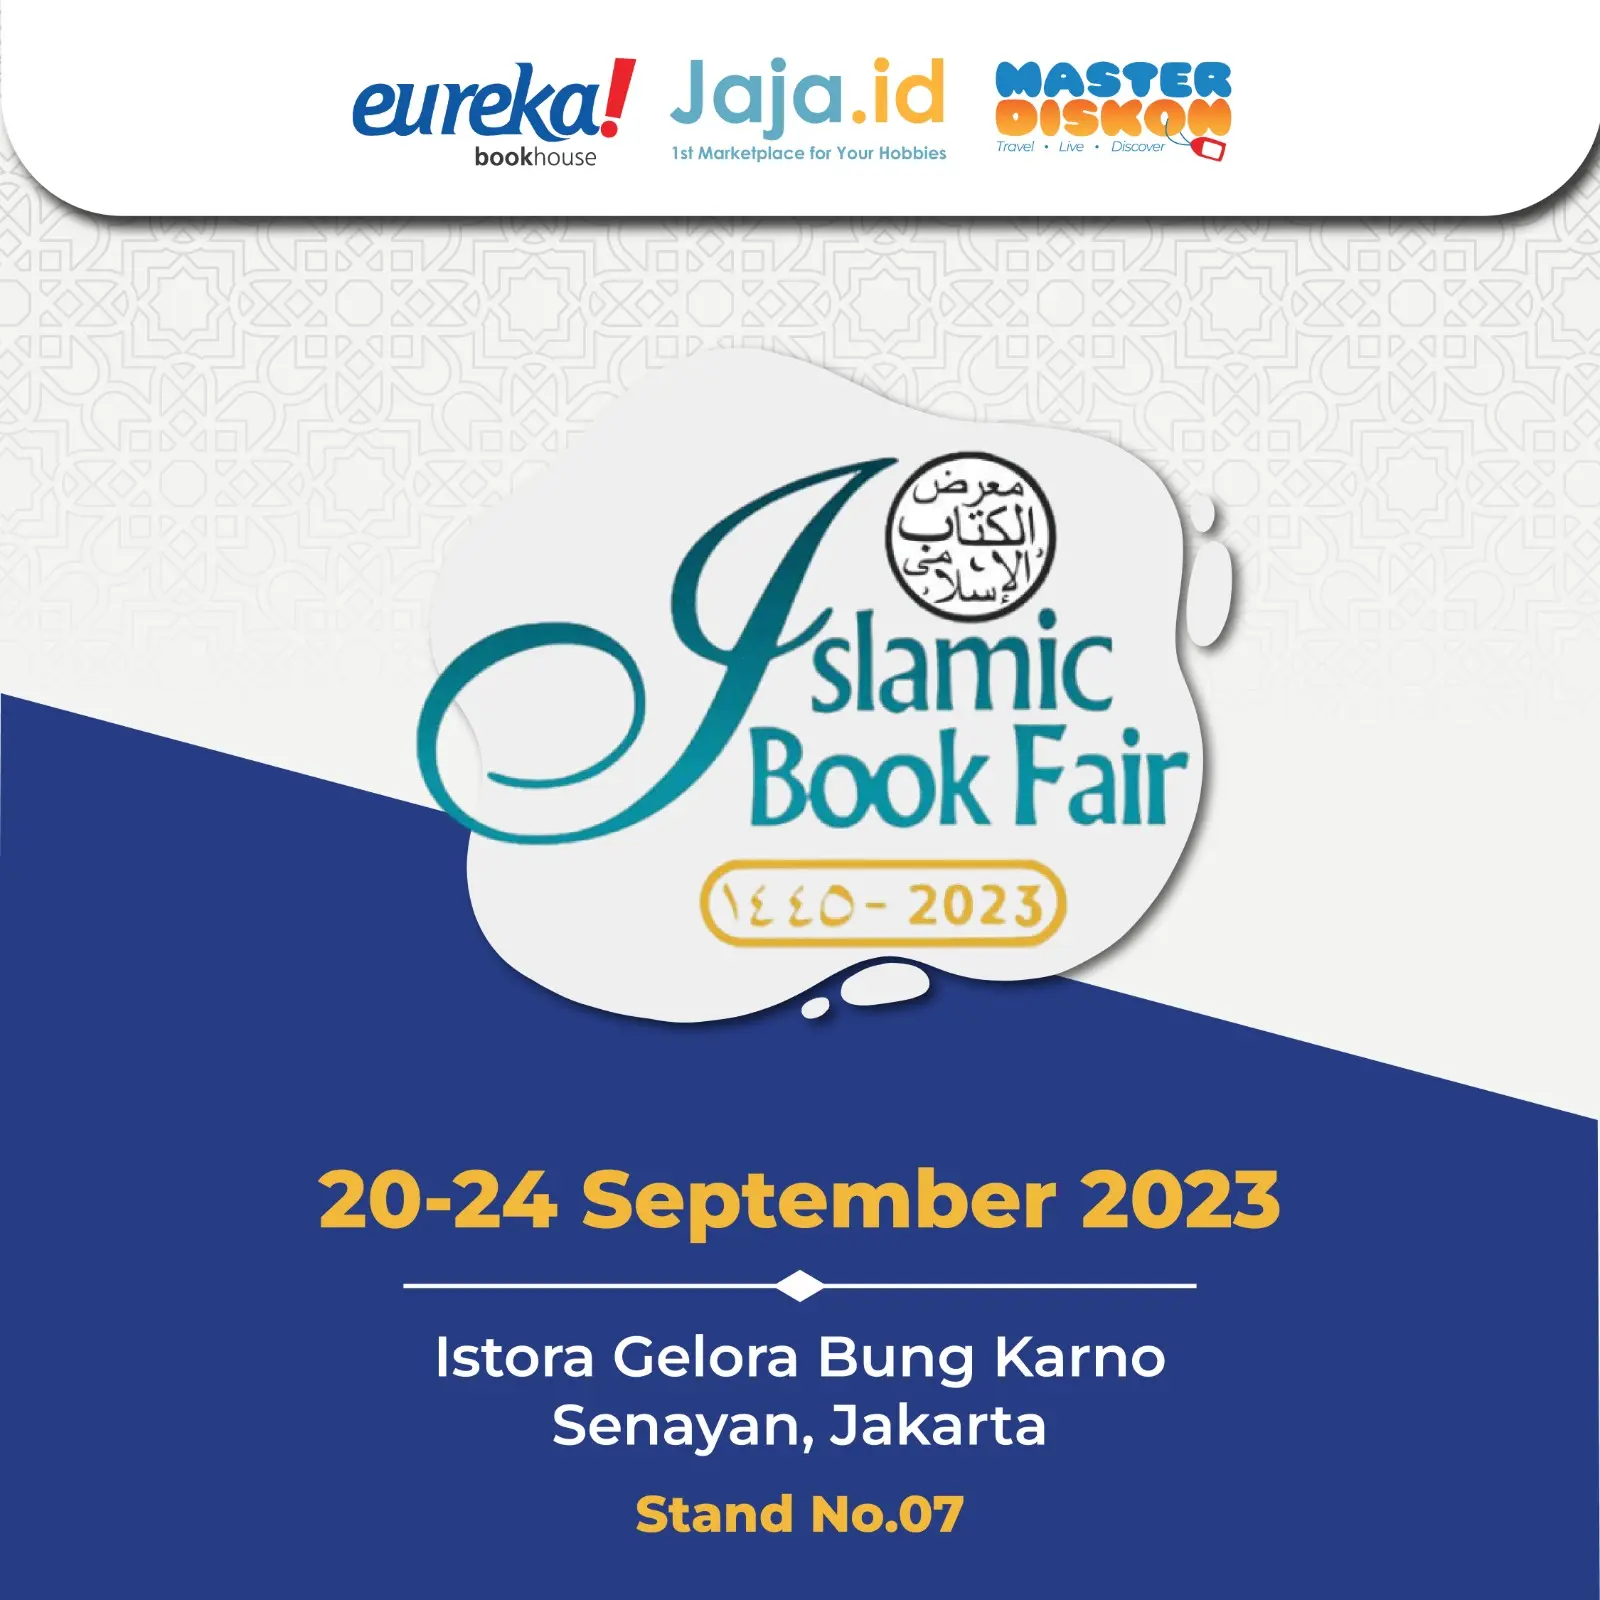 eureka!
bookhouse
Jaja.id
1st Marketplace for Your Hobbies
MASTER
DISKON
Travel • Live • Discover
معرض
الكتاب
الإسلامى
Islamic
Book Fair
١٤٤٥ - 2023
20-24 September 2023
Istora Gelora Bung Karno
Senayan, Jakarta
Stand No.07